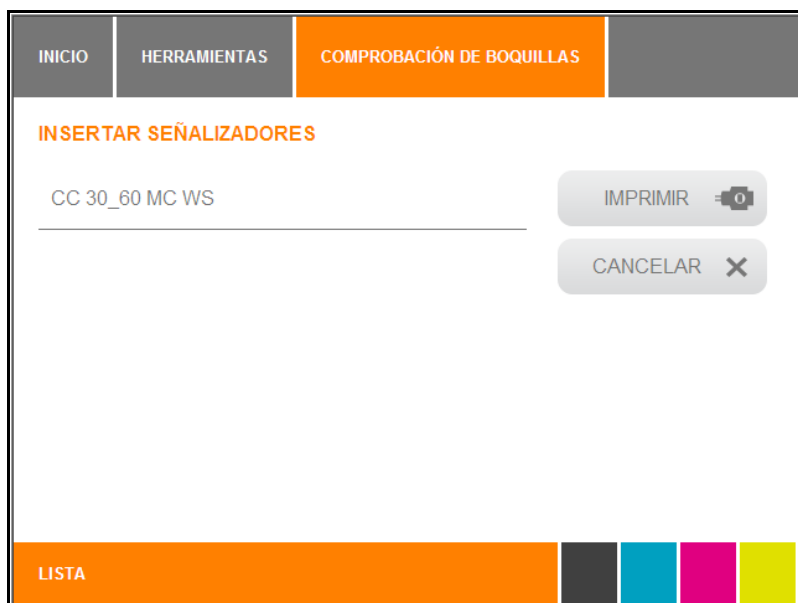 INICIO
HERRAMIENTAS
COMPROBACIÓN DE BOQUILLAS
INSERTAR SEÑALIZADORES
CC 30_60 MC WS
IMPRIMIR
CANCELAR
LISTA